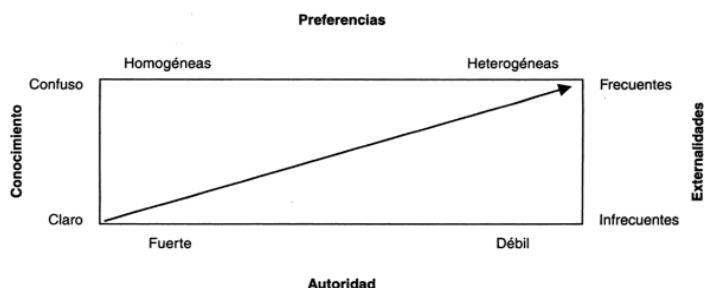 Preferencias
Homogéneas Heterogéneas
Confuso Frecuentes
Conocimiento
Externalidades
Claro Infrecuentes
Fuerte Débil
Autoridad